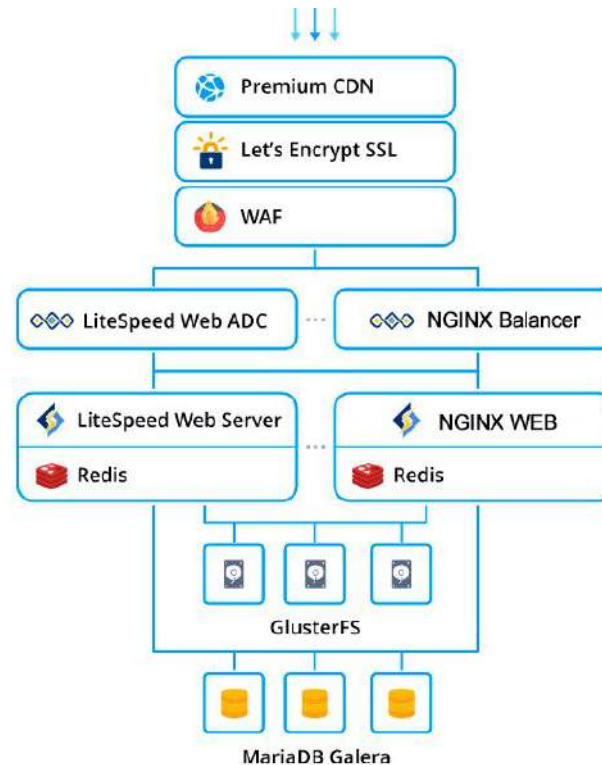 Premium CDN
Let's Encrypt SSL
WAF
LiteSpeed Web ADC
...
NGINX Balancer
LiteSpeed Web Server
...
NGINX WEB
Redis
Redis
GlusterFS
MariaDB Galera